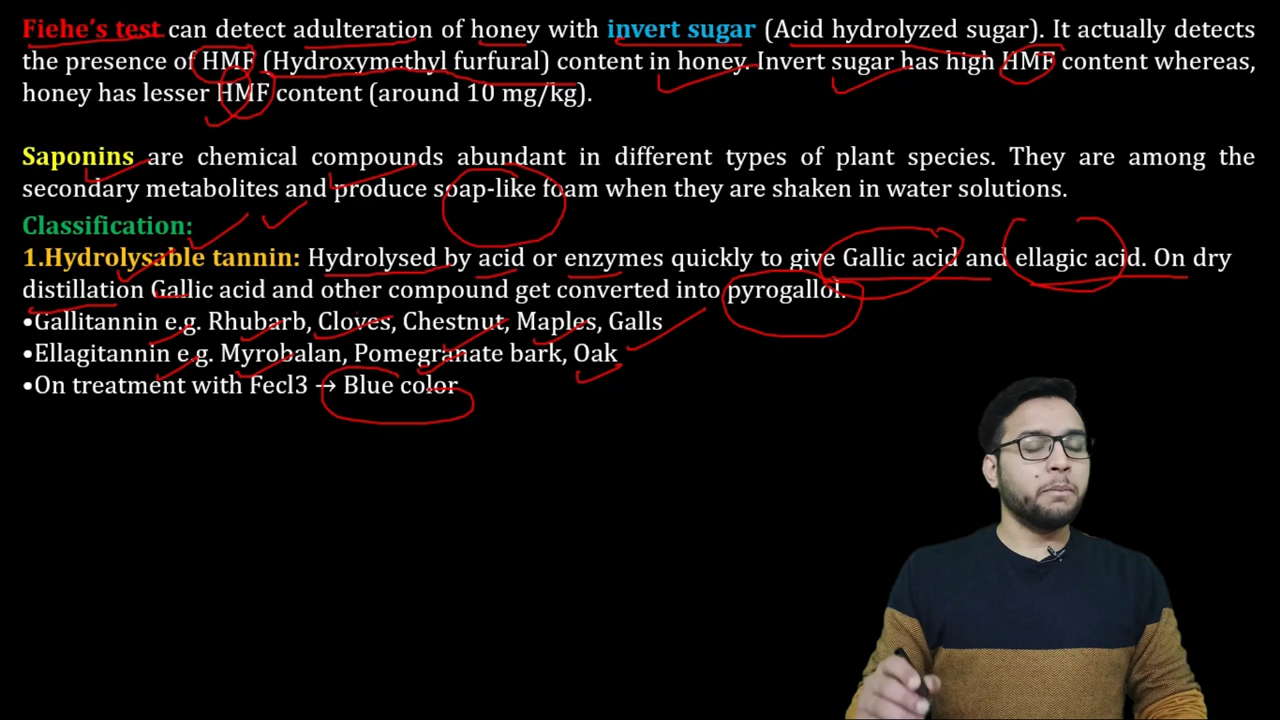 Fiehe's test can detect adulteration of honey with invert sugar (Acid hydrolyzed sugar). It actually detects
the presence of HMF (Hydroxymethyl furfural) content in honey. Invert sugar has high HMF content whereas,
honey has lesser HMF content (around 10 mg/kg).
Saponins are chemical compounds abundant in different types of plant species. They are among the
secondary metabolites and produce soap-like foam when they are shaken in water solutions.
Classification:
1.Hydrolysable tannin: Hydrolysed by acid or enzymes quickly to give Gallic acid and ellagic acid. On dry
distillation Gallic acid and other compound get converted into pyrogallol.
•Gallitannin e.g. Rhubarb, Cloves, Chestnut, Maples, Galls
•Ellagitannin e.g. Myrobalan, Pomegranate bark, Oak
•On treatment with Fecl3 → Blue color